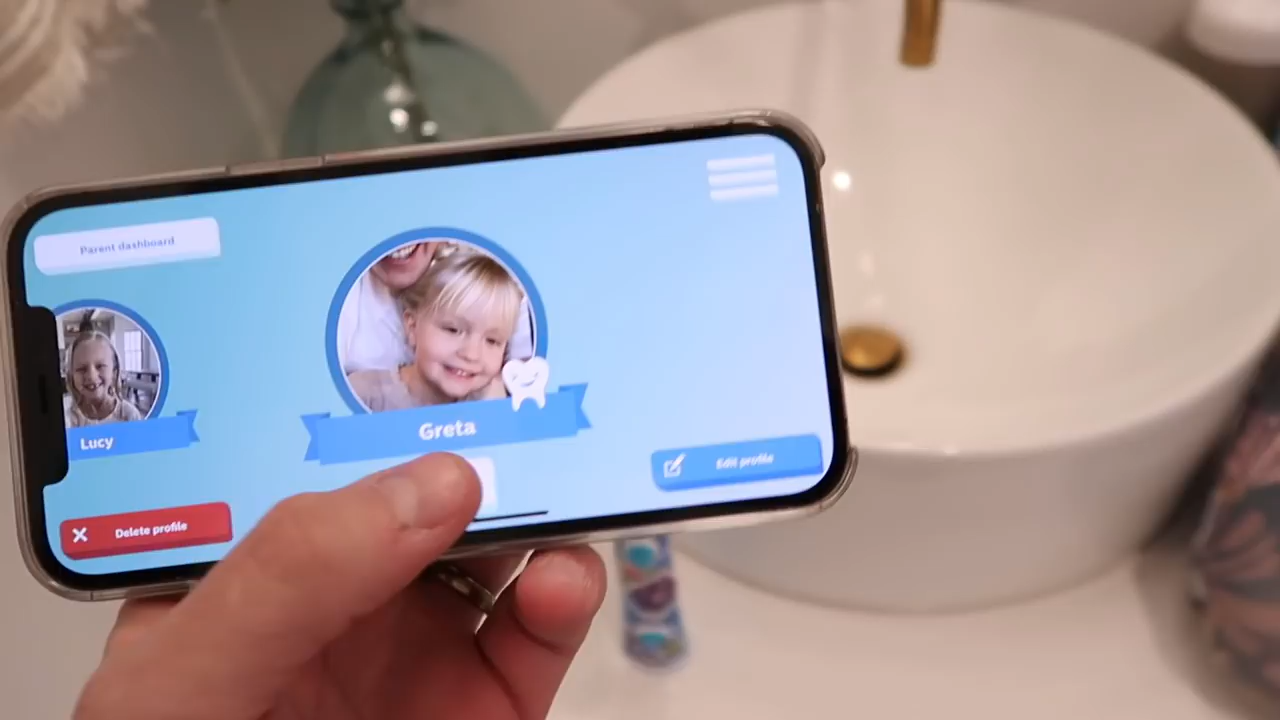 Parent dashboard
Lucy
Greta
Delete profile
Edit profile